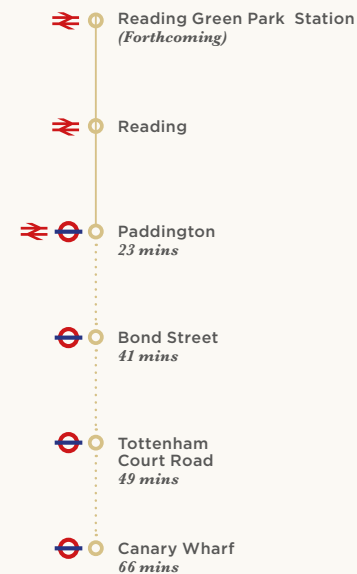 Reading Green Park Station
(Forthcoming)
Reading
Paddington
23 mins
Bond Street
41 mins
Tottenham
Court Road
49 mins
Canary Wharf
66 mins